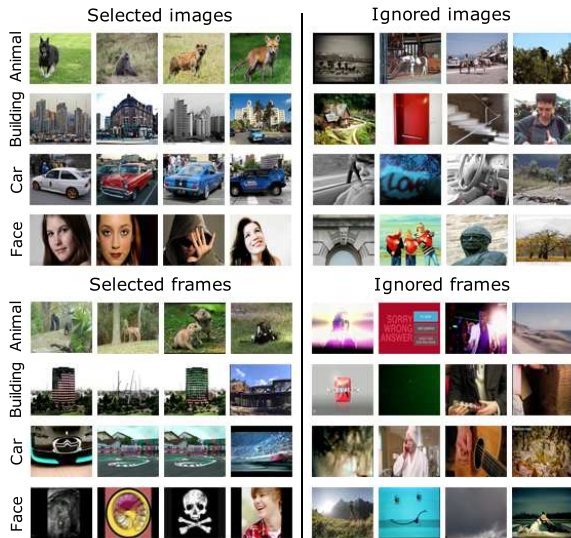 Selected images
Ignored images
Animal
Building
Car
LOVE
Face
Selected frames
Ignored frames
Animal
SORRY
WRONG
ANSWER
Building
Car
Face